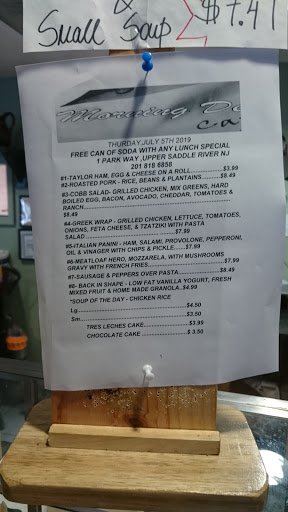 &
Small Soup
$7.47
Morning
THURDAY,JULY 5TH 2019
FREE CAN OF SODA WITH ANY LUNCH SPECIAL
1 PARK WAY ,UPPER SADDLE RIVER NJ
201 818 6858
#1-TAYLOR HAM, EGG & CHEESE ON A ROLL...............$3.99
#2-ROASTED PORK - RICE, BEANS & PLANTAINS........$8.49
#3-COBB SALAD- GRILLED CHICKEN, MIX GREENS, HARD
BOILED EGG, BACON, AVOCADO, CHEDDAR, TOMATOES &
RANCH...................................................................................
$8.49
#4-GREEK WRAP - GRILLED CHICKEN, LETTUCE, TOMATOES,
ONIONS, FETA CHEESE, & TZATZIKI WITH PASTA
SALAD............................................$7.99
#5-ITALIAN PANINI - HAM, SALAMI, PROVOLONE, PEPPERONI,
OIL & VINAGER WITH CHIPS & PICKLE......$7.99
#6-MEATLOAF HERO, MOZZARELA, WITH MUSHROOMS
GRAVY WITH FRENCH FRIES............................$7.99
#7-SAUSAGE & PEPPERS OVER PASTA...............$8.49
#8- BACK IN SHAPE - LOW FAT VANILLA YOGURT, FRESH
MIXED FRUIT & HOME MADE GRANOLA..$4.99
*SOUP OF THE DAY - CHICKEN RICE
Lg............................................$4.50
Sm...........................................$3.50
TRES LECHES CAKE..................$3.99
CHOCOLATE CAKE ................$ 3.50